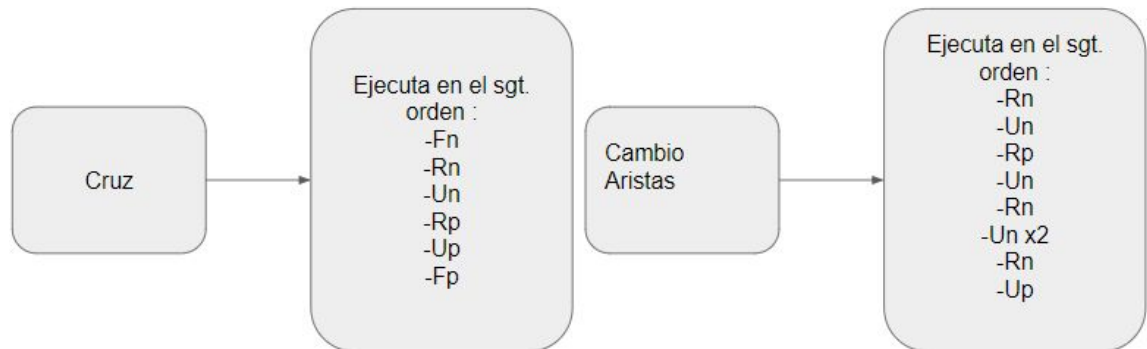 Cruz
Ejecuta en el sgt.
orden :
-Fn
-Rn
-Un
-Rp
-Up
-Fp
Cambio
Aristas
Ejecuta en el sgt.
orden :
-Rn
-Un
-Rp
-Un
-Rn
-Un x2
-Rn
-Up